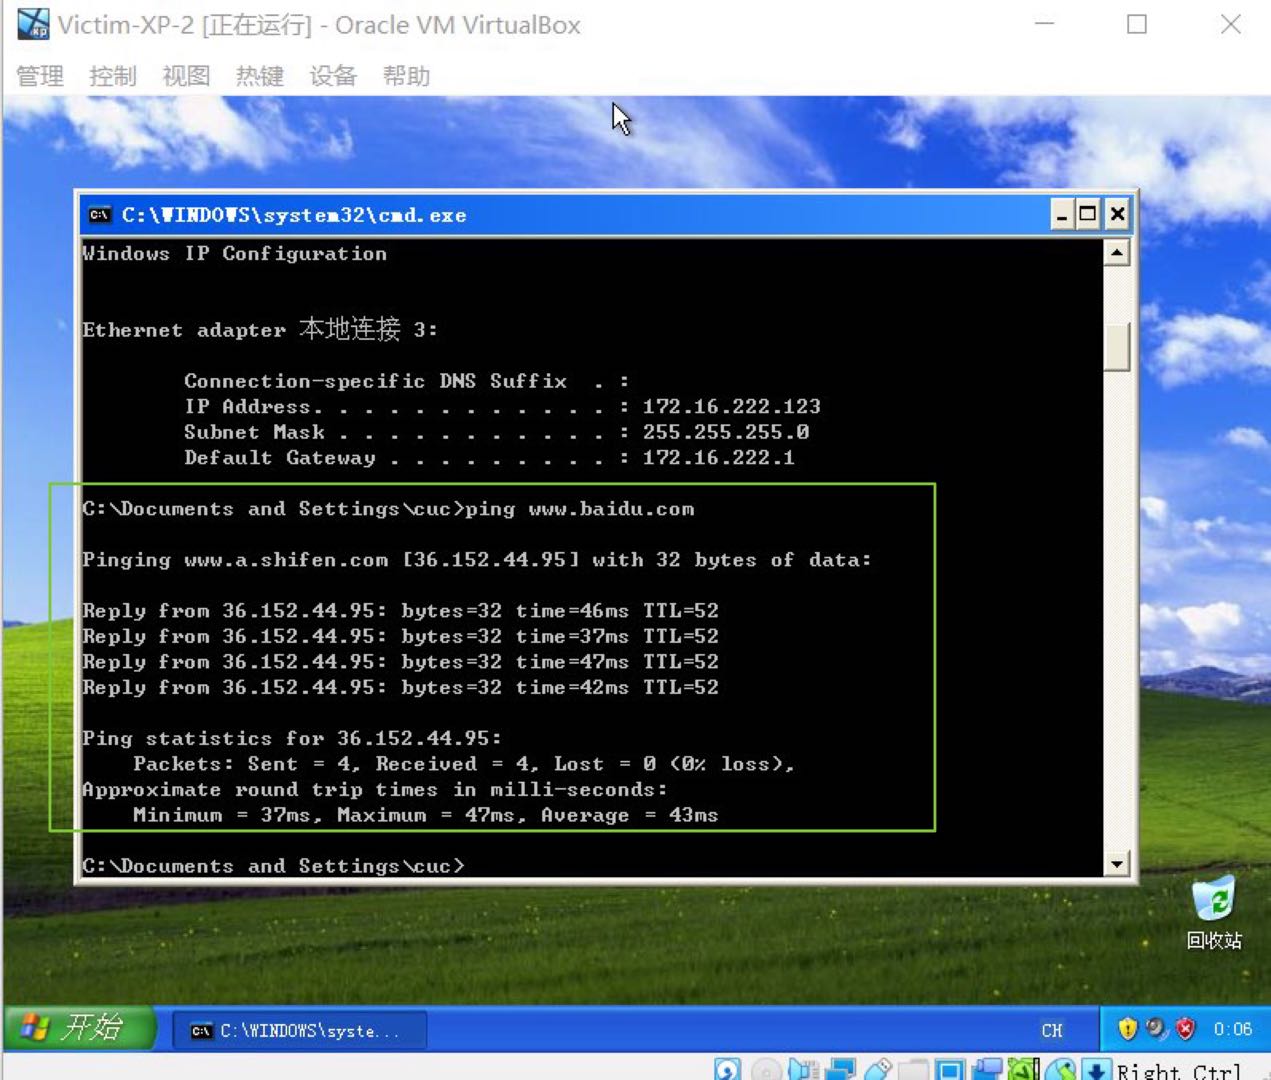 Victim-XP-2 [正在运行] - Oracle VM VirtualBox
管理 控制 视图 热键 设备 帮助
C:\WINDOWS\system32\cmd.exe
Windows IP Configuration
Ethernet adapter 本地连接 3:
Connection-specific DNS Suffix  . :
IP Address. . . . . . . . . . . . : 172.16.222.123
Subnet Mask . . . . . . . . . . . : 255.255.255.0
Default Gateway . . . . . . . . . : 172.16.222.1
C:\Documents and Settings\cuc>ping www.baidu.com
Pinging www.a.shifen.com [36.152.44.95] with 32 bytes of data:
Reply from 36.152.44.95: bytes=32 time=46ms TTL=52
Reply from 36.152.44.95: bytes=32 time=37ms TTL=52
Reply from 36.152.44.95: bytes=32 time=47ms TTL=52
Reply from 36.152.44.95: bytes=32 time=42ms TTL=52
Ping statistics for 36.152.44.95:
Packets: Sent = 4, Received = 4, Lost = 0 (0% loss),
Approximate round trip times in milli-seconds:
Minimum = 37ms, Maximum = 47ms, Average = 43ms
C:\Documents and Settings\cuc>
回收站
开始 C:\WINDOWS\syste... CH 0:06
Right Ctrl